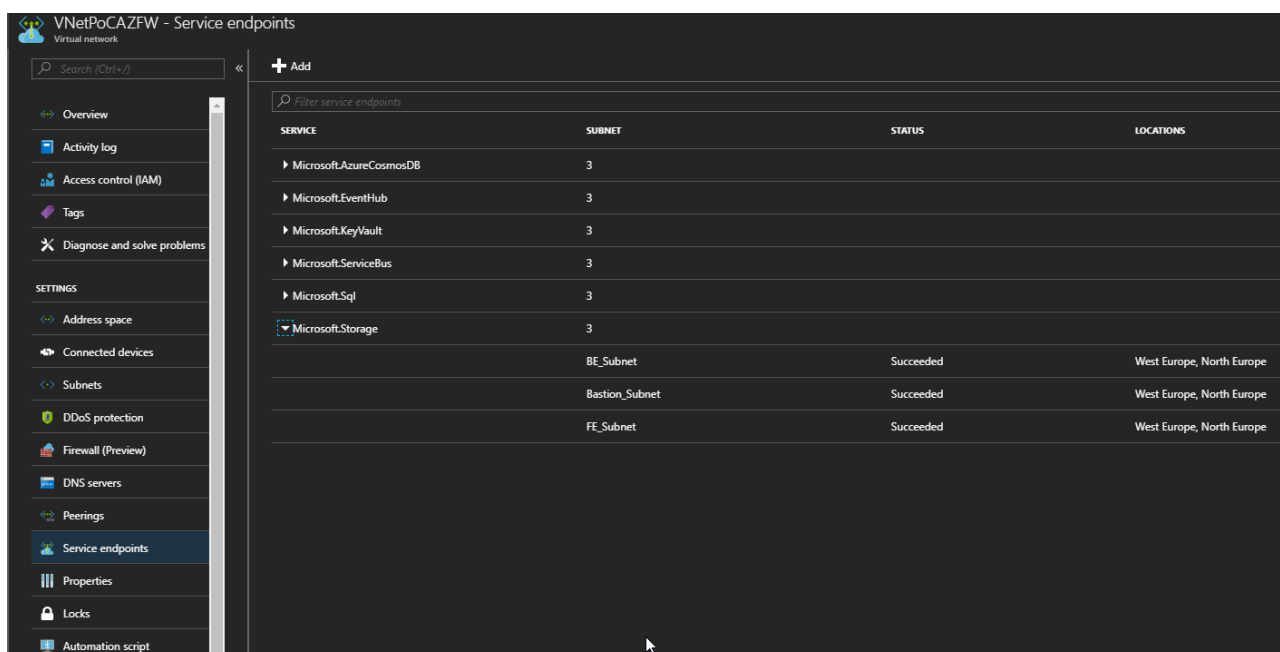 VNetPoCAZFW - Service endpoints
Virtual network
Search (Ctrl+/)
«
Overview
Activity log
Access control (IAM)
Tags
Diagnose and solve problems
SETTINGS
Address space
Connected devices
Subnets
DDoS protection
Firewall (Preview)
DNS servers
Peerings
Service endpoints
Properties
Locks
Automation script
+ Add
Filter service endpoints
SERVICE SUBNET STATUS LOCATIONS
Microsoft.AzureCosmosDB 3
Microsoft.EventHub 3
Microsoft.KeyVault 3
Microsoft.ServiceBus 3
Microsoft.Sql 3
Microsoft.Storage 3
BE_Subnet Succeeded West Europe, North Europe
Bastion_Subnet Succeeded West Europe, North Europe
FE_Subnet Succeeded West Europe, North Europe